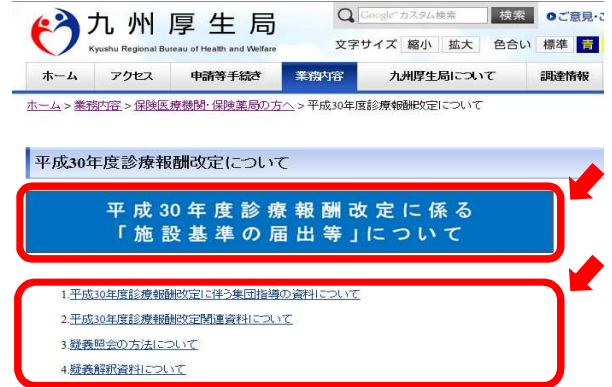 九州厚生局
Kyushu Regional Bureau of Health and Welfare
Google カスタム検索
検索
ご意見・ご
文字サイズ 縮小 拡大 色合い 標準 青
ホーム アクセス 申請等手続き 業務内容 九州厚生局について 調達情報
ホーム > 業務内容 > 保険医療機関・保険薬局の方へ > 平成30年度診療報酬改定について
平成30年度診療報酬改定について
平成30年度診療報酬改定に係る
「施設基準の届出等」について
1.平成30年度診療報酬改定に伴う集団指導の資料について
2.平成30年度診療報酬改定関連資料について
3.疑義照会の方法について
4.疑義解釈資料について